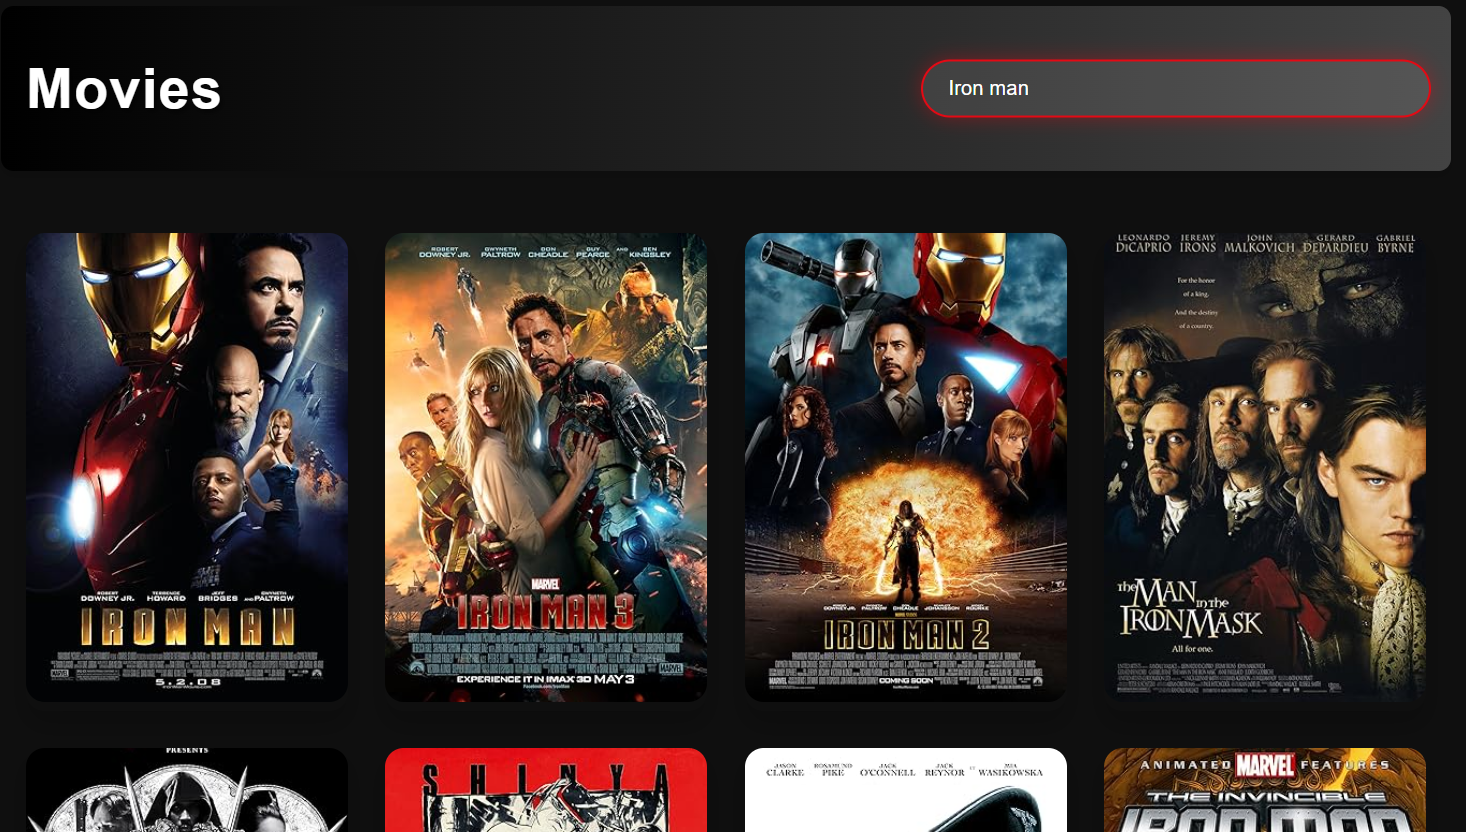 Movies
Iron man
ROBERT DOWNEY JR. TERRENCE HOWARD JEFF BRIDGES AND GWYNETH PALTROW
IRON MAN
5.2.08
ROBERT DOWNEY JR. GWYNETH PALTROW DON CHEADLE GUY PEARCE AND BEN KINGSLEY
MARVEL
IRON MAN 3
MARVEL
EXPERIENCE IT IN IMAX 3D MAY 3
IRON MAN 2
COMING SOON
LEONARDO DiCAPRIO JEREMY IRONS JOHN MALKOVICH GERARD DEPARDIEU GABRIEL BYRNE
For the honor
of a king.
And the destiny
of a country.
the MAN in the
IRON MASK
All for one.
PRESENTS
SHINYA
JASON CLARKE ROSAMUND PIKE JACK O'CONNELL JACK REYNOR MIA WASIKOWSKA
ANIMATED MARVEL FEATURES
THE INVINCIBLE
IRON MAN